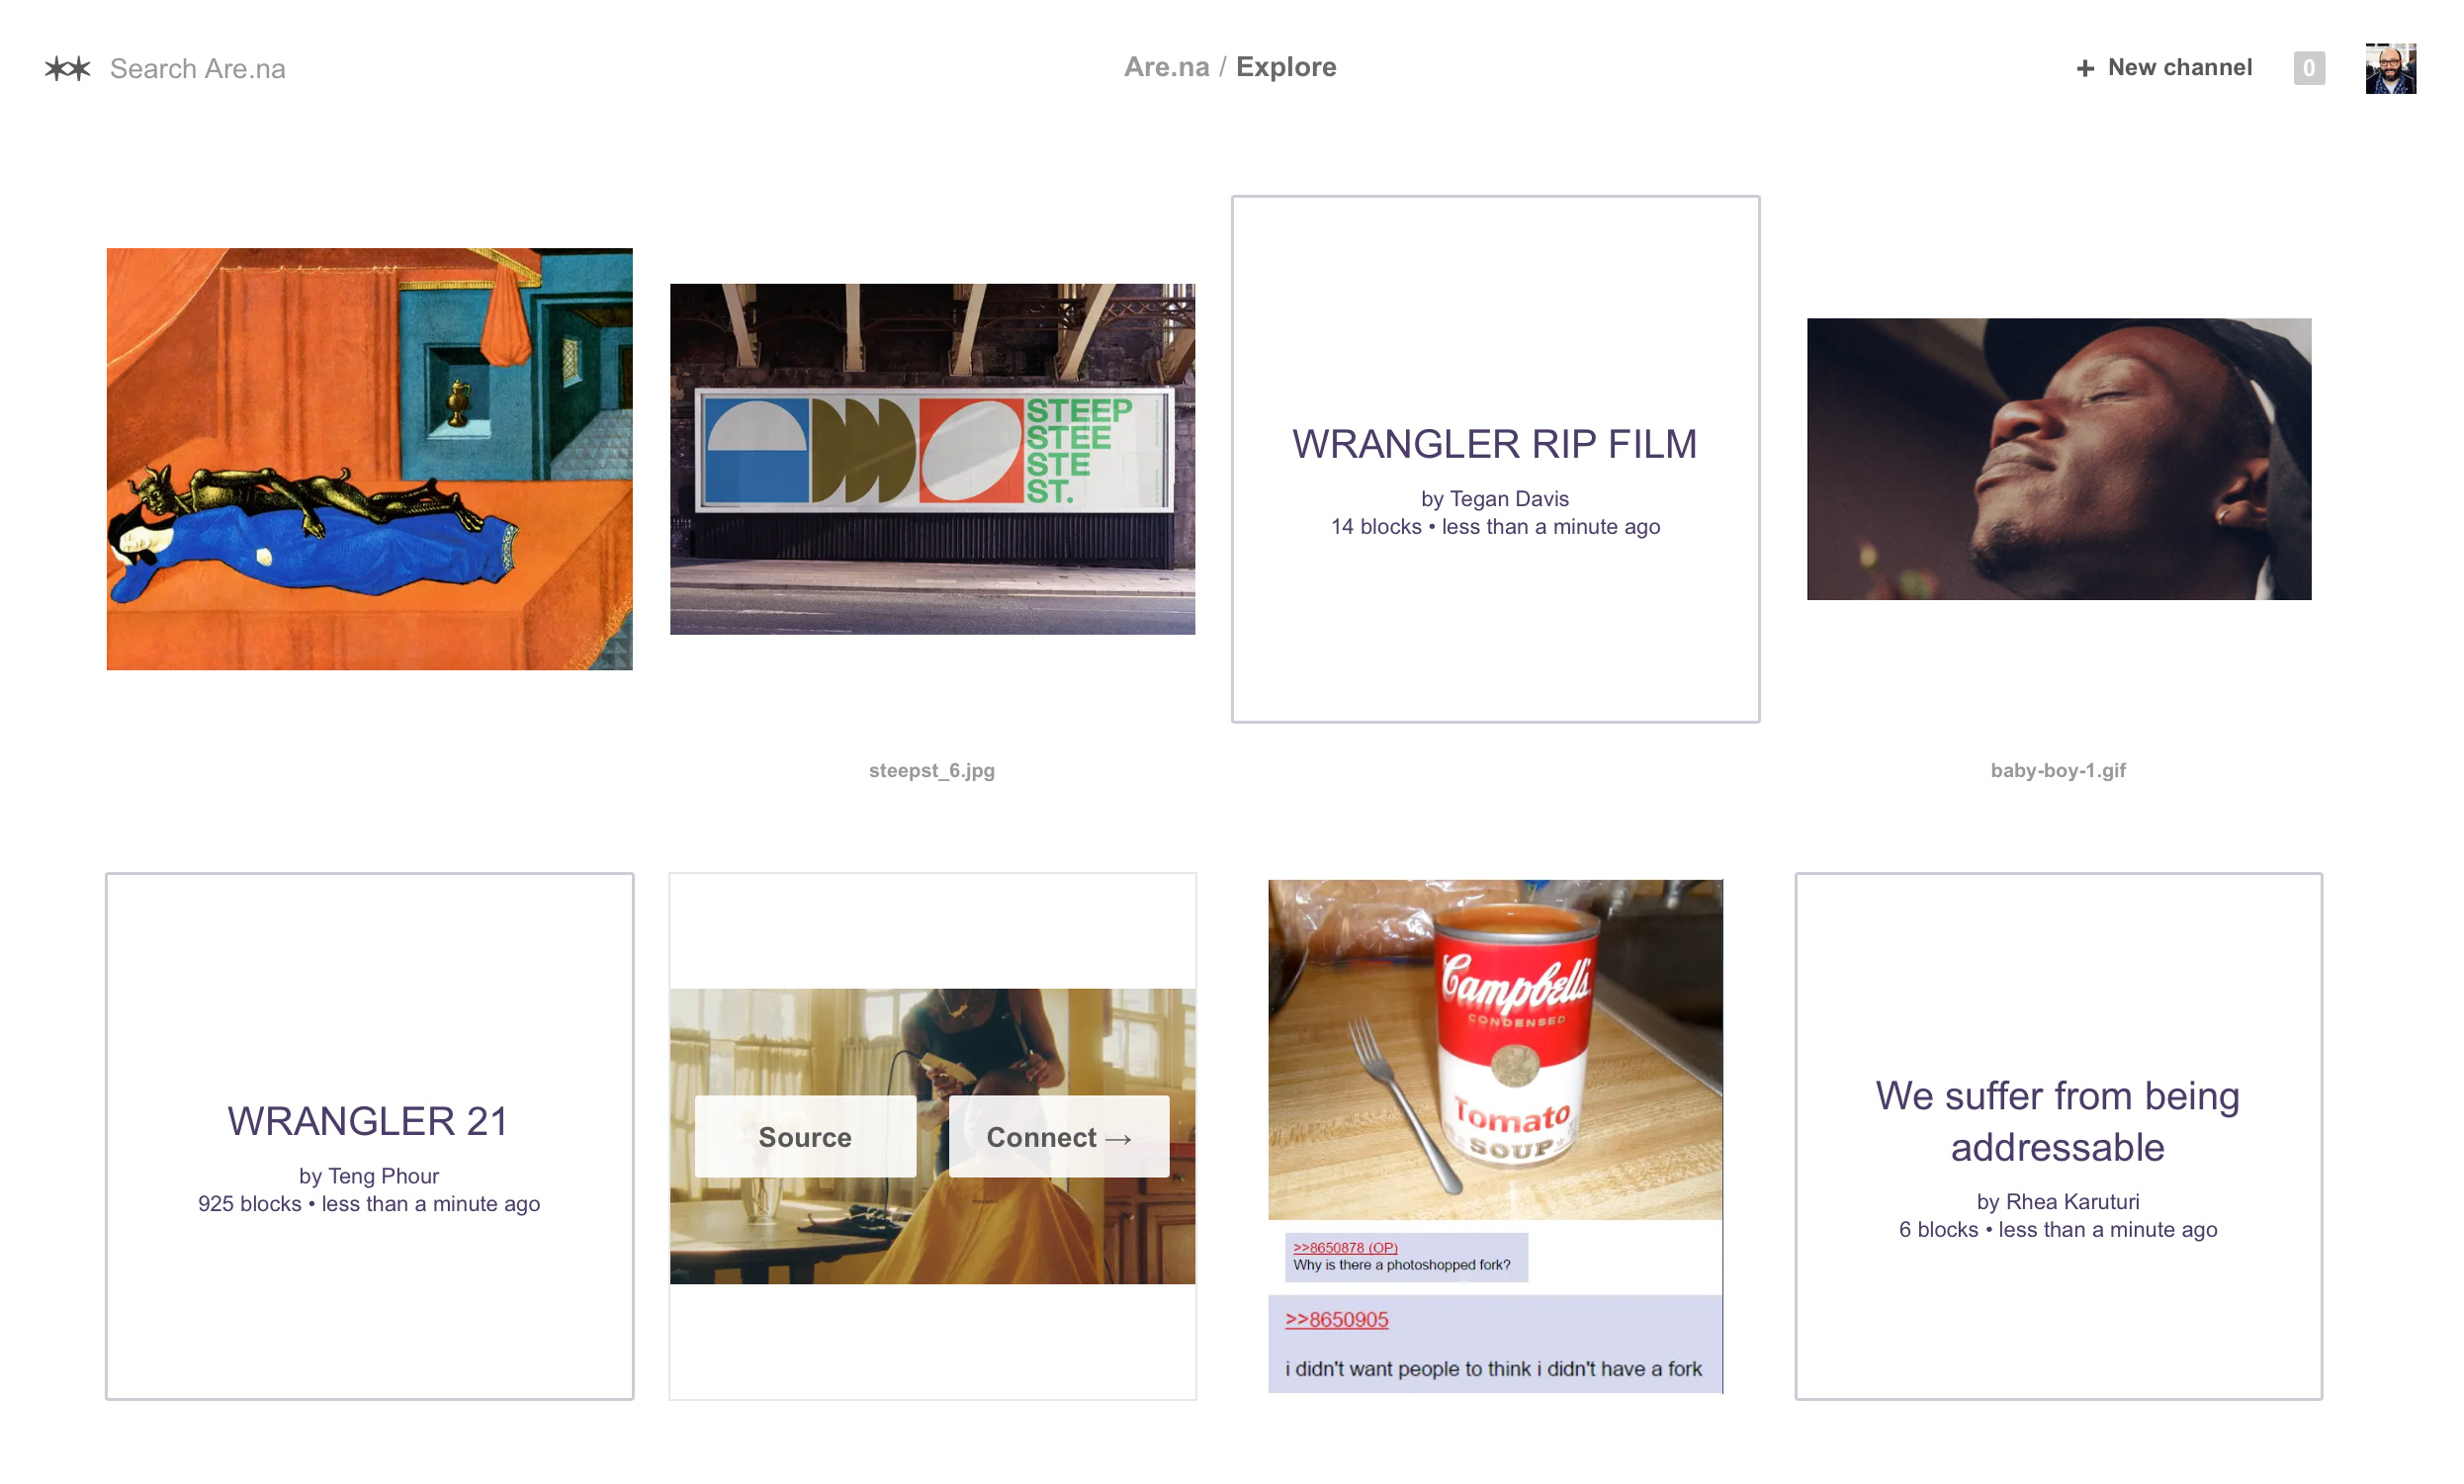 Search Are.na
Are.na / Explore
+ New channel
0
STEEP
STEE
STE
ST.
WRANGLER RIP FILM
by Tegan Davis
14 blocks • less than a minute ago
steepst_6.jpg
baby-boy-1.gif
WRANGLER 21
by Teng Phour
925 blocks • less than a minute ago
Source
Connect →
Campbell's
CONDENSED
Tomato
SOUP
>>8650878 (OP)
Why is there a photoshopped fork?
>>8650905
i didn't want people to think i didn't have a fork
We suffer from being
addressable
by Rhea Karuturi
6 blocks • less than a minute ago